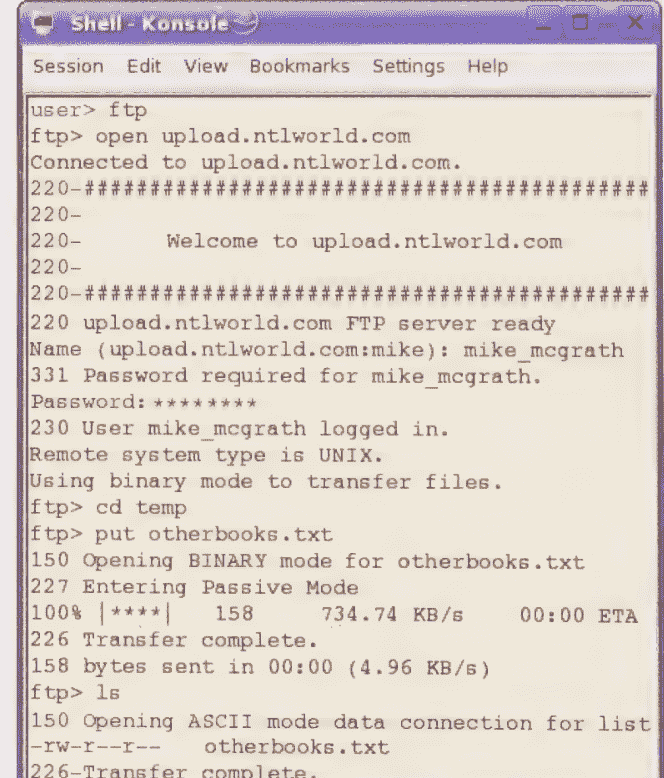 Shell - Konsole
Session Edit View Bookmarks Settings Help
user> ftp
ftp> open upload.ntlworld.com
Connected to upload.ntlworld.com.
220-###########################################
220-
220-       Welcome to upload.ntlworld.com
220-
220-###########################################
220 upload.ntlworld.com FTP server ready
Name (upload.ntlworld.com:mike): mike_mcgrath
331 Password required for mike_mcgrath.
Password: ********
230 User mike_mcgrath logged in.
Remote system type is UNIX.
Using binary mode to transfer files.
ftp> cd temp
ftp> put otherbooks.txt
150 Opening BINARY mode for otherbooks.txt
227 Entering Passive Mode
100% |****|   158     734.74 KB/s    00:00 ETA
226 Transfer complete.
158 bytes sent in 00:00 (4.96 KB/s)
ftp> ls
150 Opening ASCII mode data connection for list
-rw-r--r--   otherbooks.txt
226-Transfer complete.